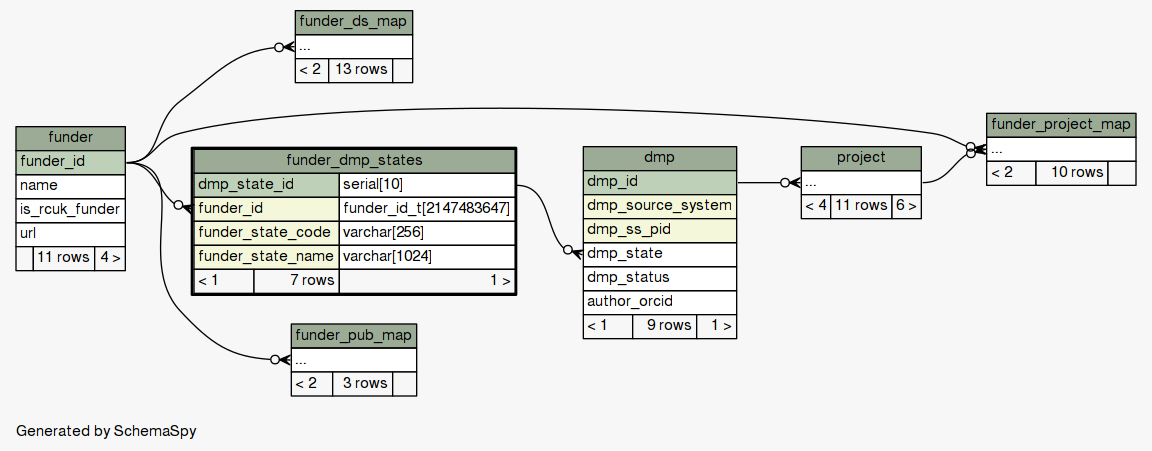 funder_ds_map
...
< 2 13 rows
funder
funder_id
name
is_rcuk_funder
url
11 rows 4 >
funder_dmp_states
dmp_state_id serial[10]
funder_id funder_id_t[2147483647]
funder_state_code varchar[256]
funder_state_name varchar[1024]
< 1 7 rows 1 >
funder_pub_map
...
< 2 3 rows
dmp
dmp_id
dmp_source_system
dmp_ss_pid
dmp_state
dmp_status
author_orcid
< 1 9 rows 1 >
project
...
< 4 11 rows 6 >
funder_project_map
...
< 2 10 rows
Generated by SchemaSpy